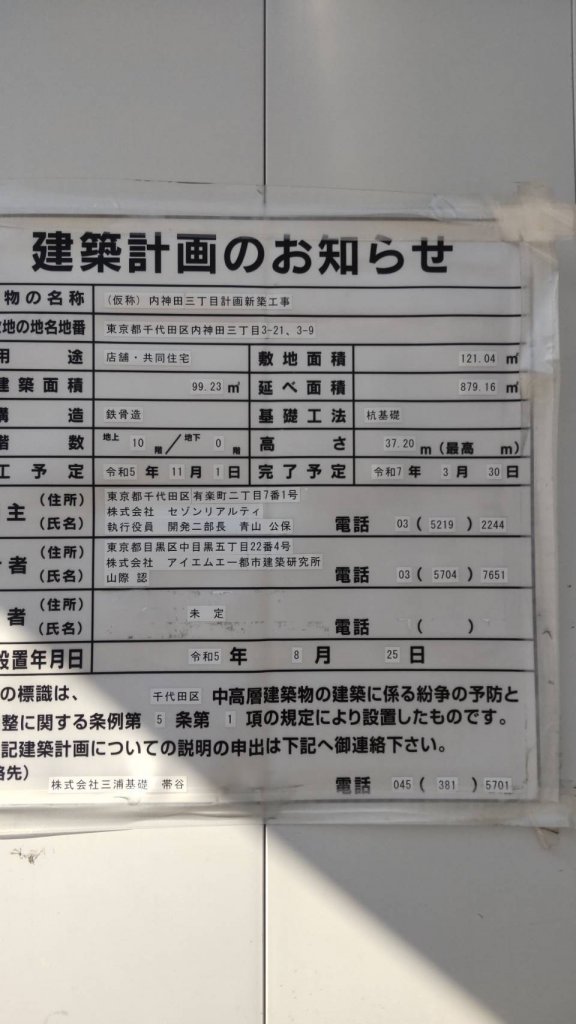 建築計画のお知らせ
物の名称 (仮称) 内神田三丁目計画新築工事
地の地名地番 東京都千代田区内神田三丁目3-21、3-9
用途 店舗・共同住宅 敷地面積 121.04 ㎡
建築面積 99.23 ㎡ 延べ面積 879.16 ㎡
構造 鉄骨造 基礎工法 杭基礎
階数 地上 10 階/地下 0 階 高さ 37.20 m(最高 m)
工予定 令和5 年 11 月 1 日 完了予定 令和7 年 3 月 30 日
主 (住所) 東京都千代田区有楽町二丁目7番1号
株式会社 セゾンリアルティ
(氏名) 執行役員 開発二部長 青山 公保 電話 03 ( 5219 ) 2244
者 (住所) 東京都目黒区中目黒五丁目22番4号
株式会社 アイエムエー都市建築研究所
(氏名) 山際 認 電話 03 ( 5704 ) 7651
者 (住所) 未 定
(氏名) 電話 ( )
設置年月日 令和5 年 8 月 25 日
の標識は、 千代田区 中高層建築物の建築に係る紛争の予防と
整に関する条例第 5 条第 1 項の規定により設置したものです。
記建築計画についての説明の申出は下記へ御連絡下さい。
絡先)
株式会社三浦基礎 帯谷 電話 045 ( 381 ) 5701